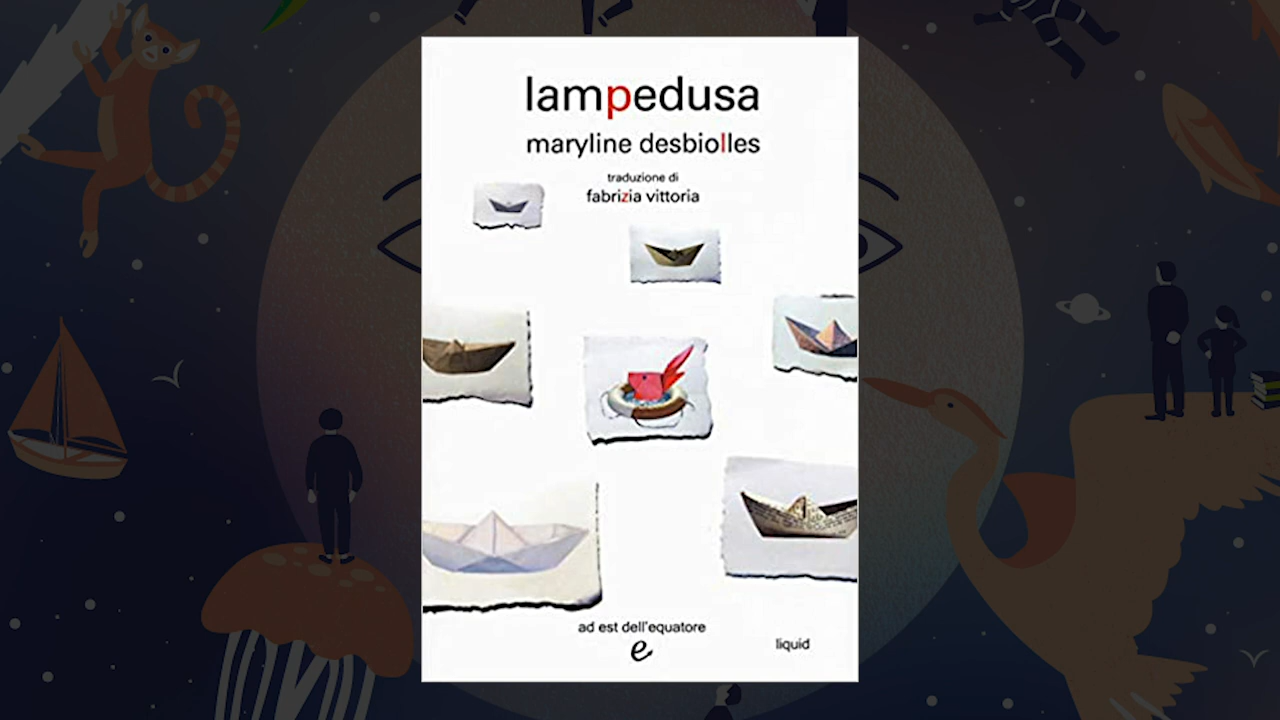 lampedusa
maryline desbiolles
traduzione di
fabrizia vittoria
ad est dell'equatore
e
liquid